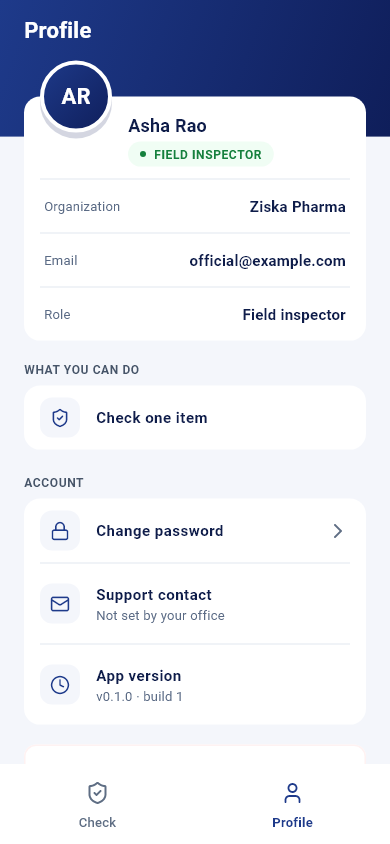 Profile
AR
Asha Rao
FIELD INSPECTOR
Organization Ziska Pharma
Email official@example.com
Role Field inspector
WHAT YOU CAN DO
Check one item
ACCOUNT
Change password
Support contact
Not set by your office
App version
v0.1.0 · build 1
Check Profile